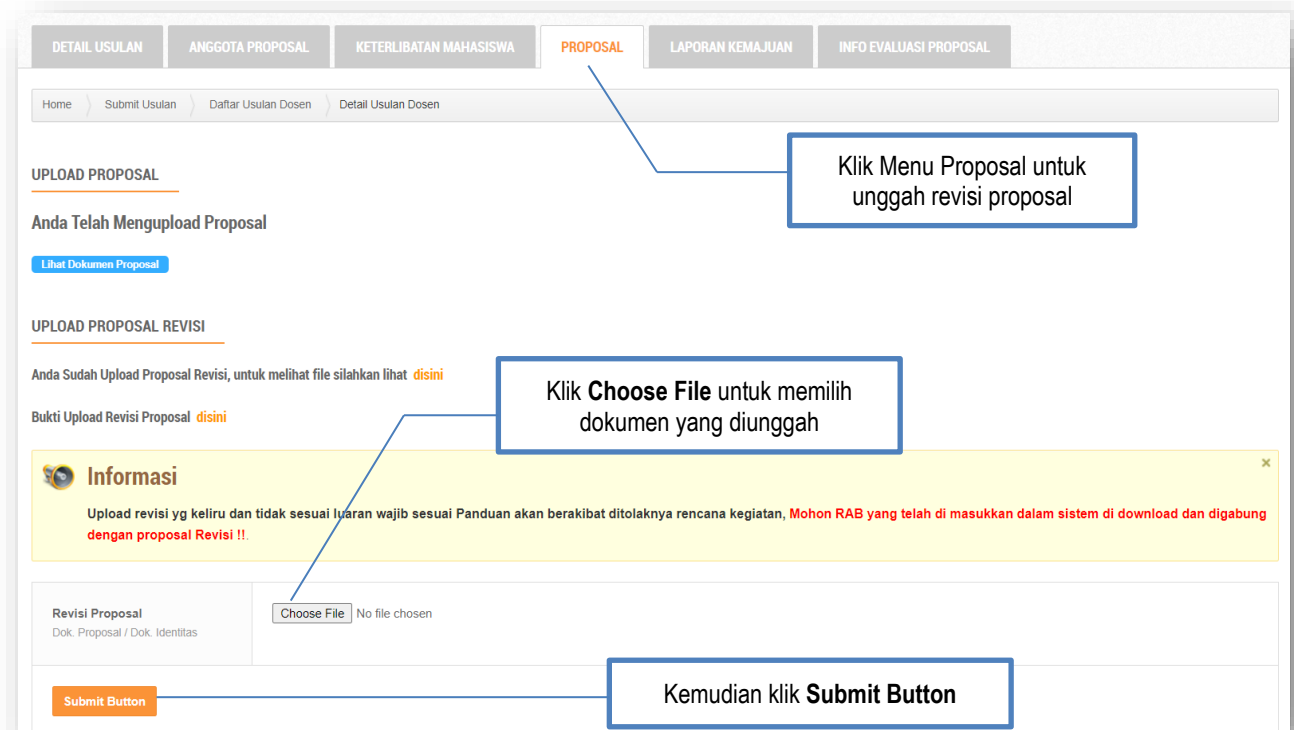 DETAIL USULAN ANGGOTA PROPOSAL KETERLIBATAN MAHASISWA PROPOSAL LAPORAN KEMAJUAN INFO EVALUASI PROPOSAL
Home Submit Usulan Daftar Usulan Dosen Detail Usulan Dosen
Klik Menu Proposal untuk
unggah revisi proposal
UPLOAD PROPOSAL
Anda Telah Mengupload Proposal
Lihat Dokumen Proposal
UPLOAD PROPOSAL REVISI
Anda Sudah Upload Proposal Revisi, untuk melihat file silahkan lihat disini
Klik Choose File untuk memilih
dokumen yang diunggah
Bukti Upload Revisi Proposal disini
Informasi
×
Upload revisi yg keliru dan tidak sesuai luaran wajib sesuai Panduan akan berakibat ditolaknya rencana kegiatan, Mohon RAB yang telah di masukkan dalam sistem di download dan digabung
dengan proposal Revisi !!.
Revisi Proposal
Dok. Proposal / Dok. Identitas
Choose File No file chosen
Submit Button
Kemudian klik Submit Button